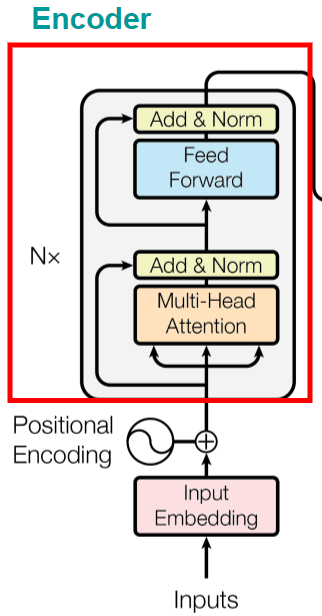 Encoder
Add & Norm
Feed
Forward
N×
Add & Norm
Multi-Head
Attention
Positional
Encoding
Input
Embedding
Inputs